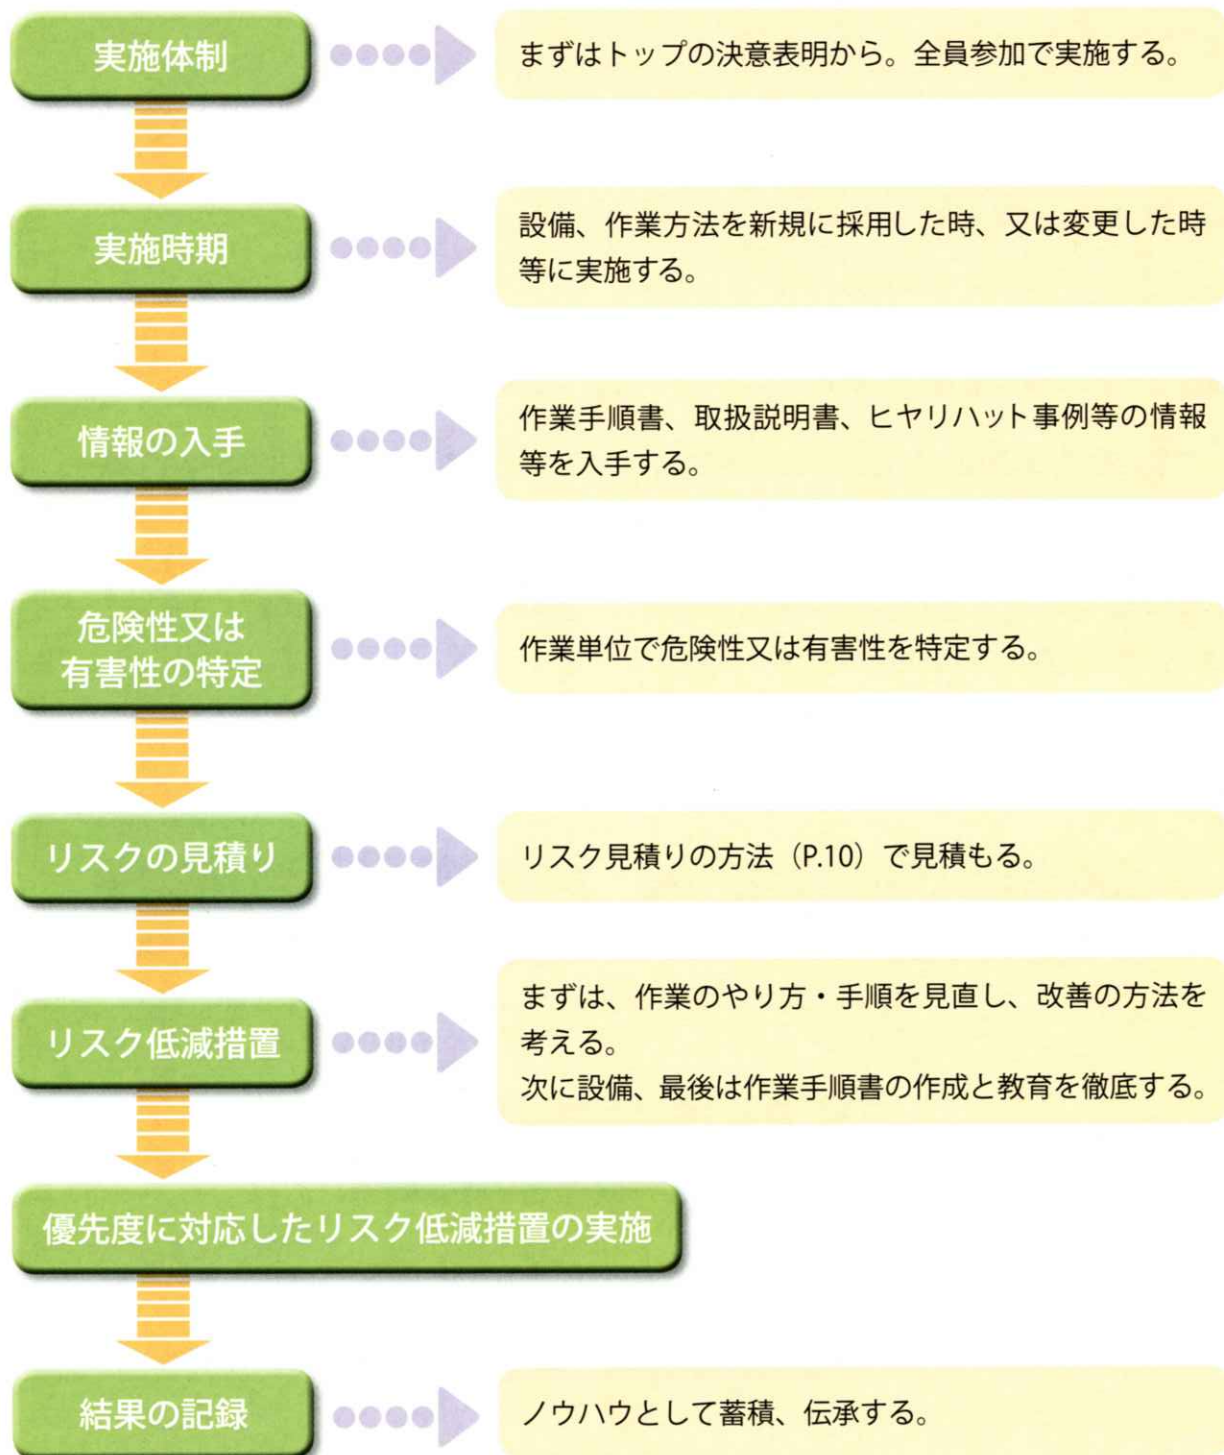 実施体制
まずはトップの決意表明から。全員参加で実施する。
実施時期
設備、作業方法を新規に採用した時、又は変更した時
等に実施する。
情報の入手
作業手順書、取扱説明書、ヒヤリハット事例等の情報
等を入手する。
危険性又は
有害性の特定
作業単位で危険性又は有害性を特定する。
リスクの見積り
リスク見積りの方法（P.10）で見積もる。
リスク低減措置
まずは、作業のやり方・手順を見直し、改善の方法を
考える。
次に設備、最後は作業手順書の作成と教育を徹底する。
優先度に対応したリスク低減措置の実施
結果の記録
ノウハウとして蓄積、伝承する。